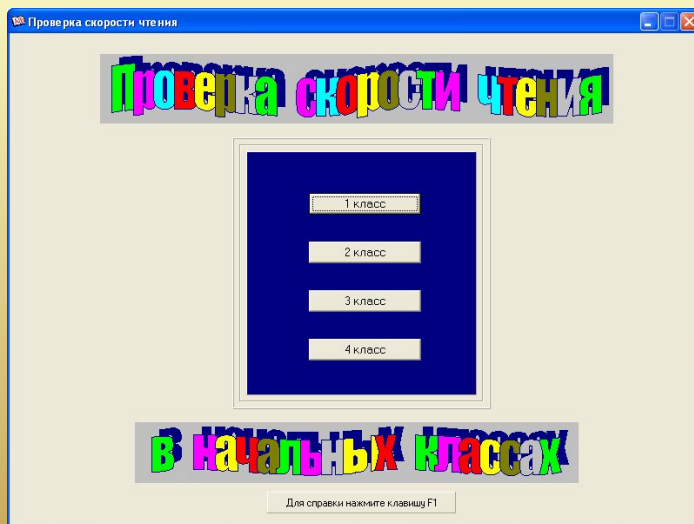 Проверка скорости чтения
Проверка скорости чтения
1 класс
2 класс
3 класс
4 класс
в начальных классах
Для справки нажмите клавишу F1